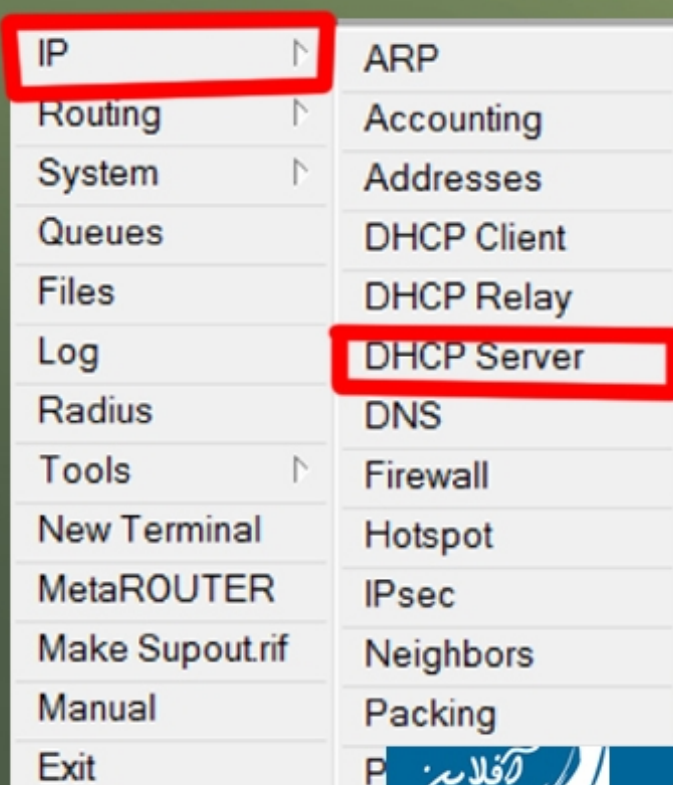 IP
Routing
System
Queues
Files
Log
Radius
Tools
New Terminal
MetaROUTER
Make Supout.rif
Manual
Exit
ARP
Accounting
Addresses
DHCP Client
DHCP Relay
DHCP Server
DNS
Firewall
Hotspot
IPsec
Neighbors
Packing
آفلاین